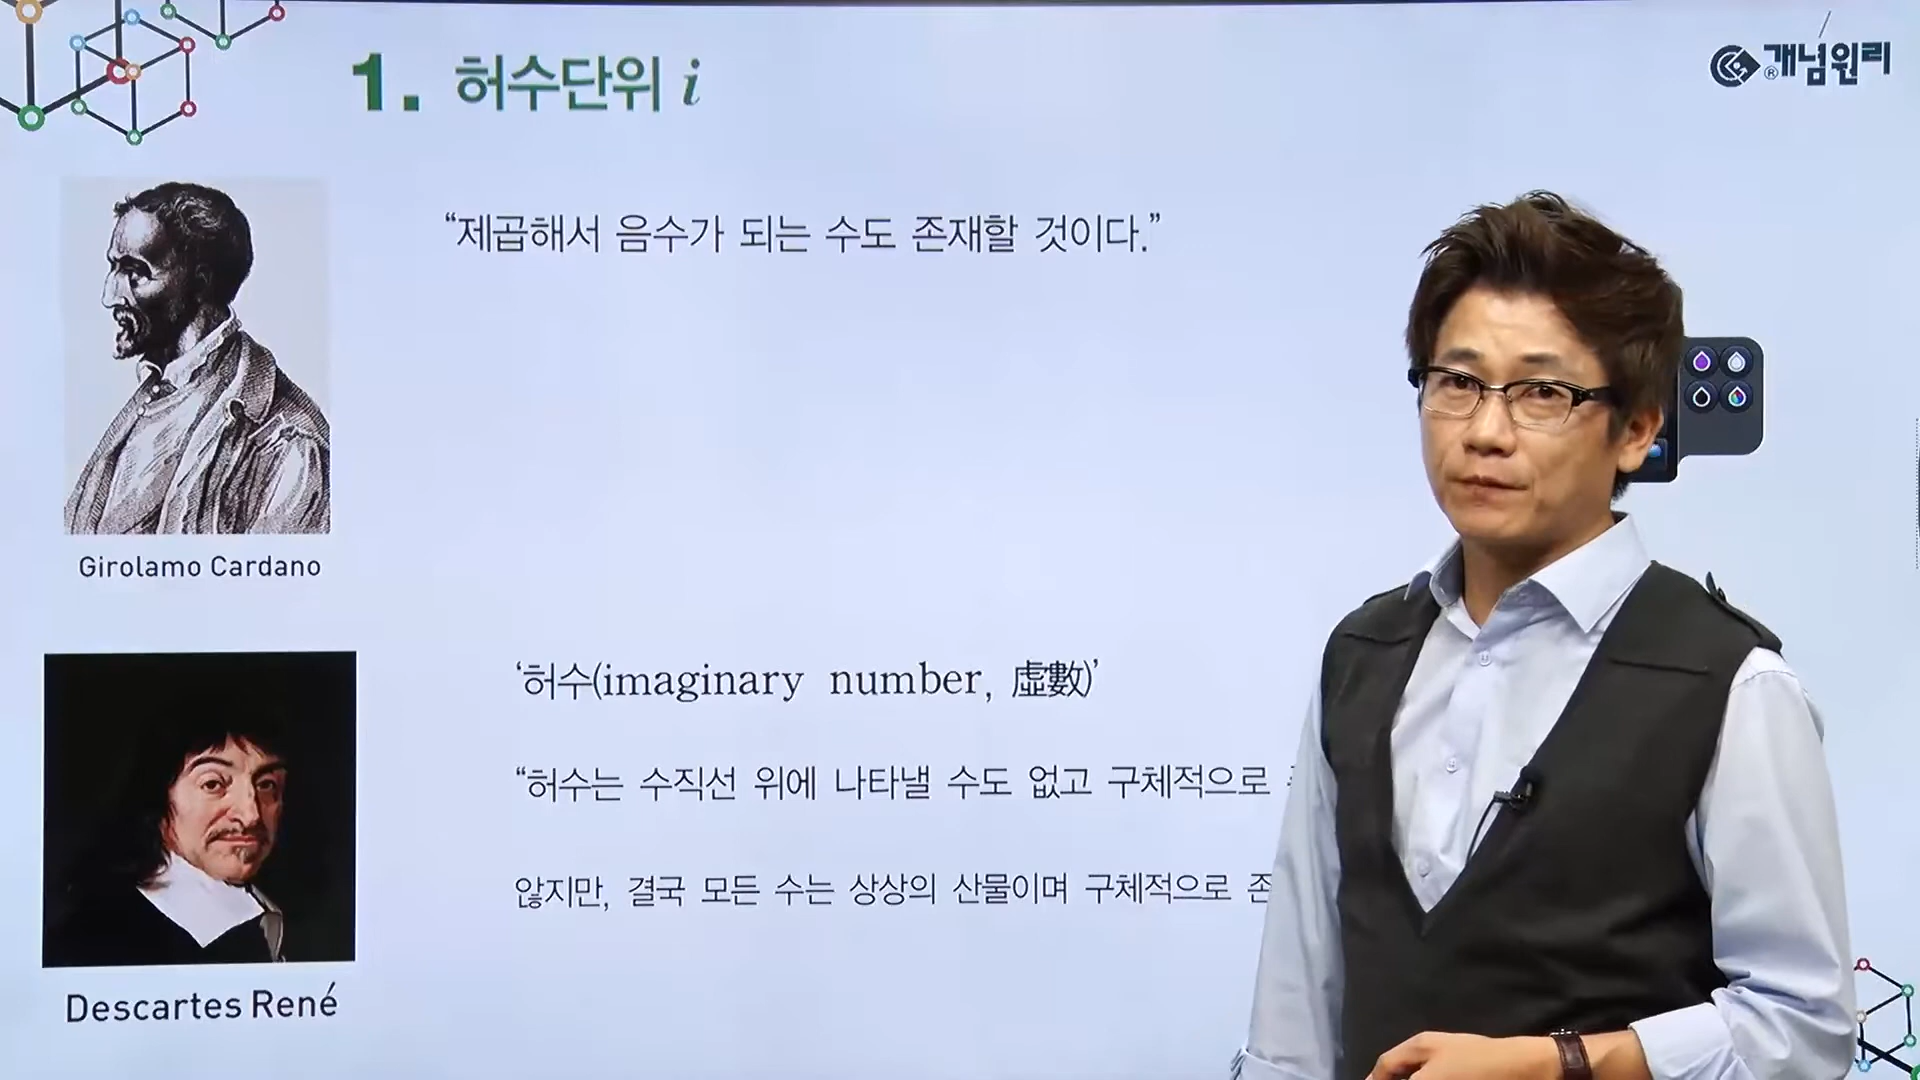 1. 허수단위 i
®개념원리
“제곱해서 음수가 되는 수도 존재할 것이다.”
Girolamo Cardano
‘허수(imaginary number, 虛數)’
“허수는 수직선 위에 나타낼 수도 없고 구체적으로
않지만, 결국 모든 수는 상상의 산물이며 구체적으로 존
Descartes René